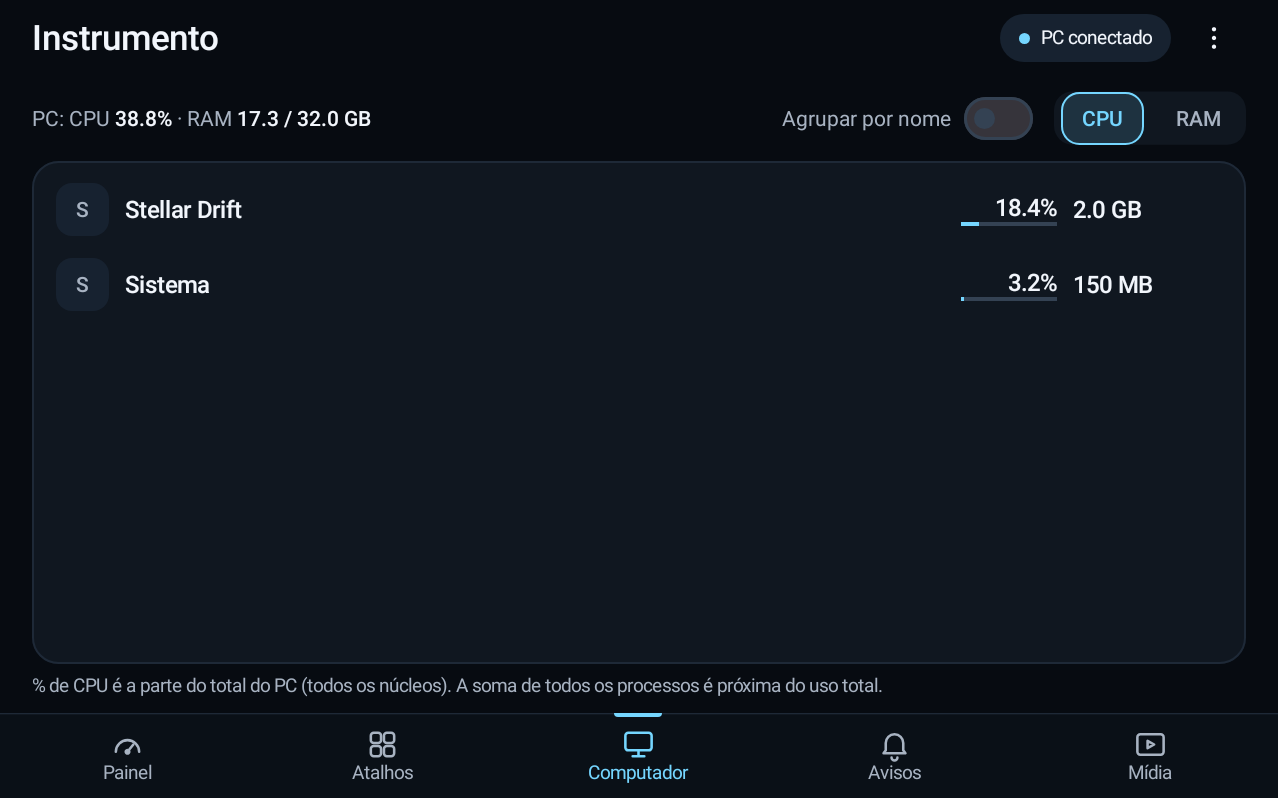 Instrumento
PC conectado
PC: CPU 38.8% · RAM 17.3 / 32.0 GB
Agrupar por nome
CPU
RAM
S
Stellar Drift
18.4%
2.0 GB
S
Sistema
3.2%
150 MB
% de CPU é a parte do total do PC (todos os núcleos). A soma de todos os processos é próxima do uso total.
Painel
Atalhos
Computador
Avisos
Mídia